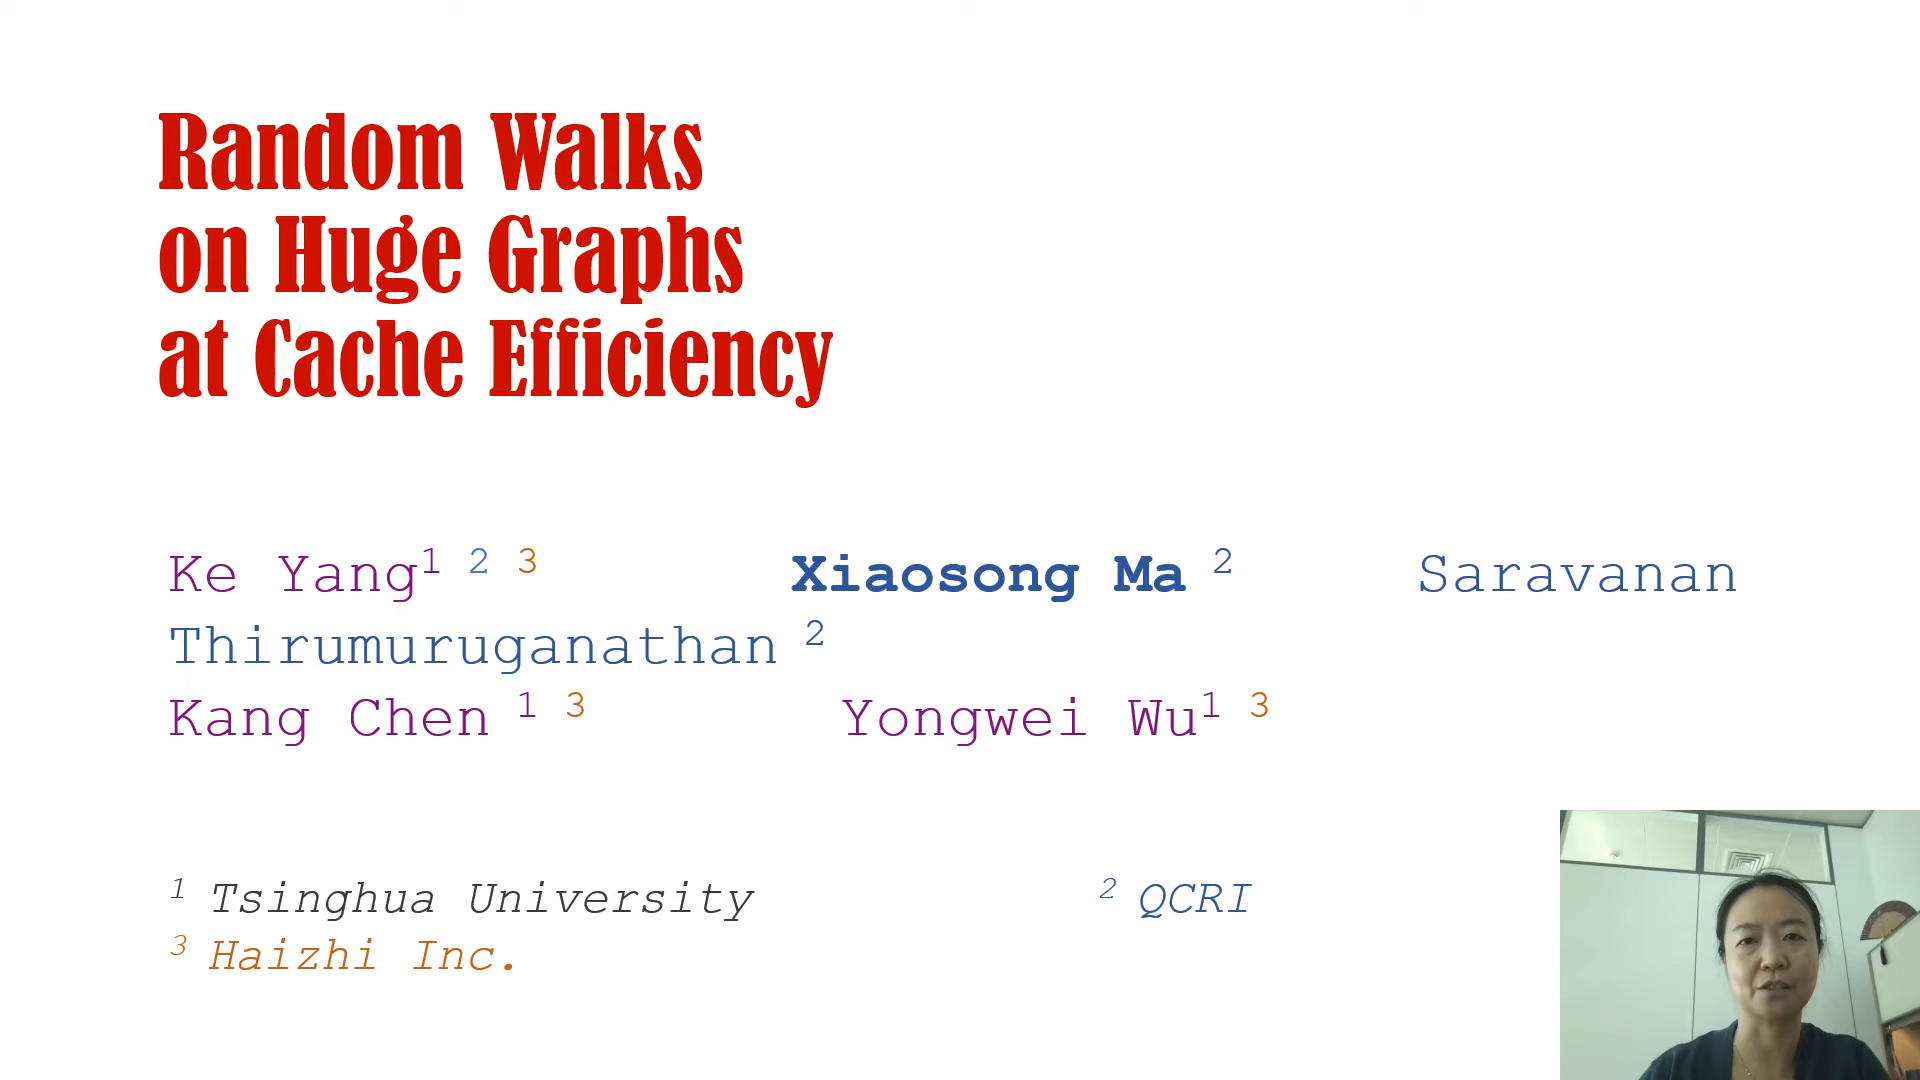 Random Walks
on Huge Graphs
at Cache Efficiency
Ke Yang1 2 3 Xiaosong Ma 2 Saravanan
Thirumuruganathan 2
Kang Chen 1 3 Yongwei Wu1 3
1 Tsinghua University 2 QCRI
3 Haizhi Inc.